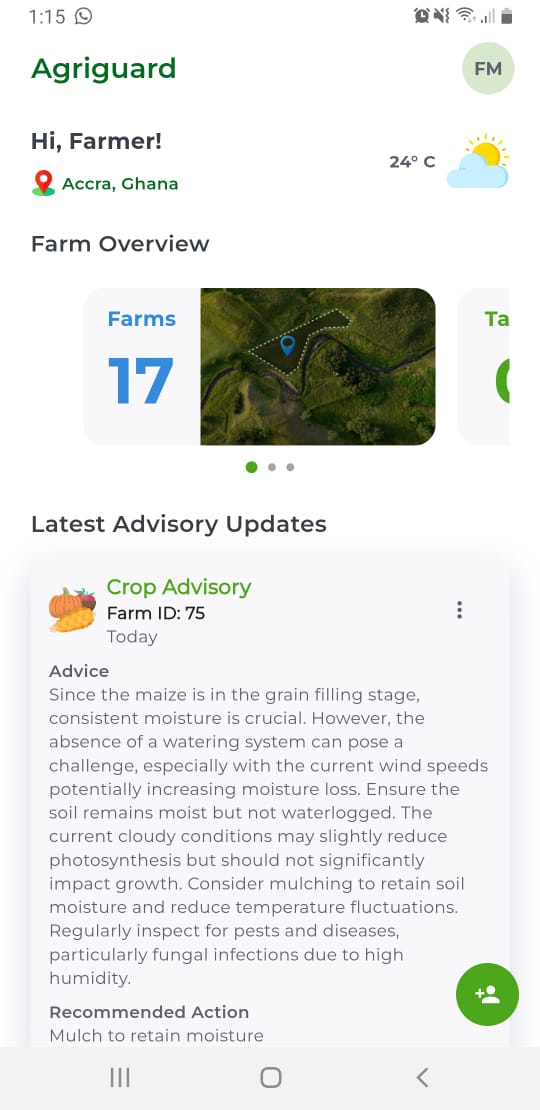 1:15
Agriguard
FM
Hi, Farmer!
24° C
Accra, Ghana
Farm Overview
Farms
17
Ta
Latest Advisory Updates
Crop Advisory
Farm ID: 75
Today
Advice
Since the maize is in the grain filling stage,
consistent moisture is crucial. However, the
absence of a watering system can pose a
challenge, especially with the current wind speeds
potentially increasing moisture loss. Ensure the
soil remains moist but not waterlogged. The
current cloudy conditions may slightly reduce
photosynthesis but should not significantly
impact growth. Consider mulching to retain soil
moisture and reduce temperature fluctuations.
Regularly inspect for pests and diseases,
particularly fungal infections due to high
humidity.
Recommended Action
Mulch to retain moisture